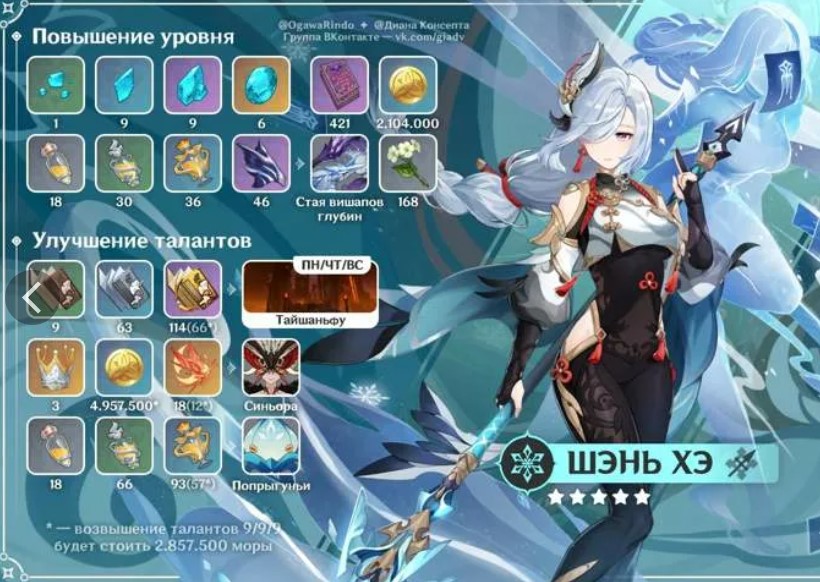 @OgawaRindo ✦ @Диана Консепта
Группа ВКонтакте — vk.com/giadv
Повышение уровня
1 9 9 6 421 2.104.000
18 30 36 46 Стая вишапов глубин 168
Улучшение талантов
ПН/ЧТ/ВС
9 63 114(66*) Тайшаньфу
3 4.957.500* 18(12*) Синьора
18 66 93(57*) Попрыгуньи
ШЭНЬ ХЭ
* — возвышение талантов 9/9/9
будет стоить 2.857.500 моры